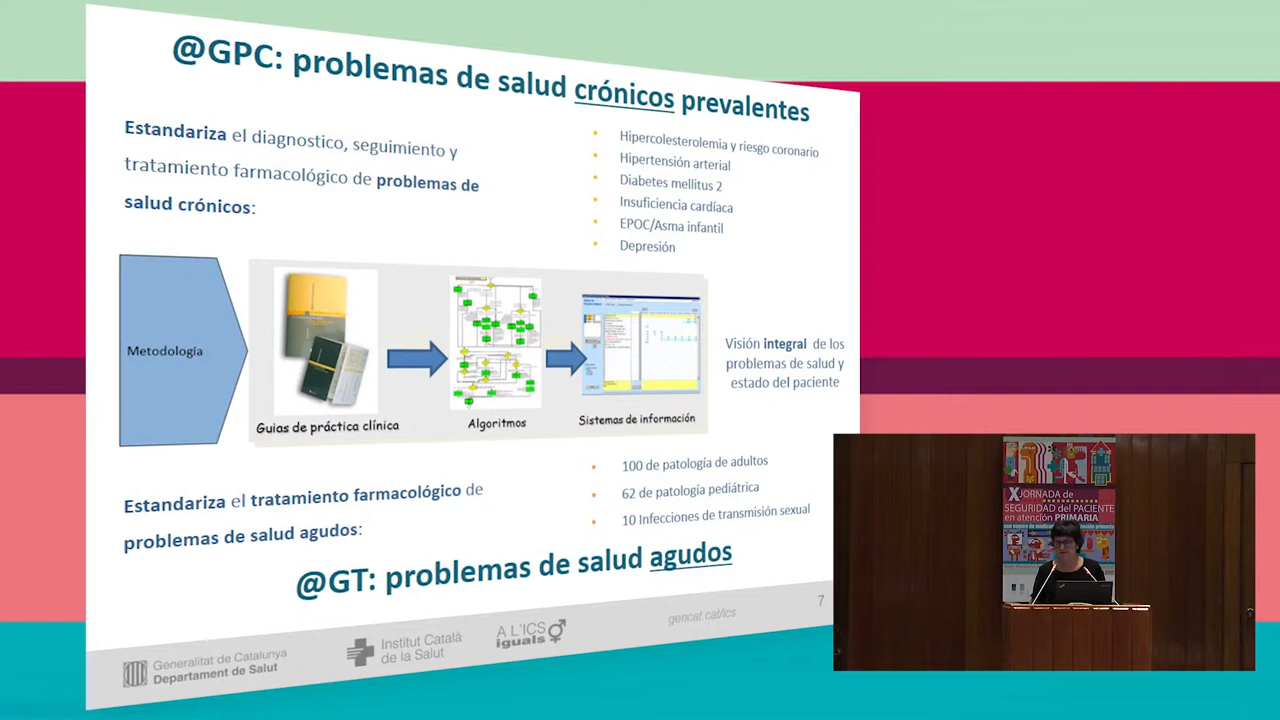 @GPC: problemas de salud crónicos prevalentes
Estandariza el diagnostico, seguimiento y
tratamiento farmacológico de problemas de
salud crónicos:
• Hipercolesterolemia y riesgo coronario
• Hipertensión arterial
• Diabetes mellitus 2
• Insuficiencia cardíaca
• EPOC/Asma infantil
• Depresión
Metodología
Guias de práctica clínica
Algoritmos
Sistemas de información
Visión integral de los
problemas de salud y
estado del paciente
Estandariza el tratamiento farmacológico de
problemas de salud agudos:
• 100 de patología de adultos
• 62 de patología pediátrica
• 10 Infecciones de transmisión sexual
@GT: problemas de salud agudos
7
Generalitat de Catalunya
Departament de Salut
Institut Català
de la Salut
A L'ICS
iguals
gencat.cat/ics
X JORNADA de
SEGURIDAD del PACIENTE
en atención PRIMARIA